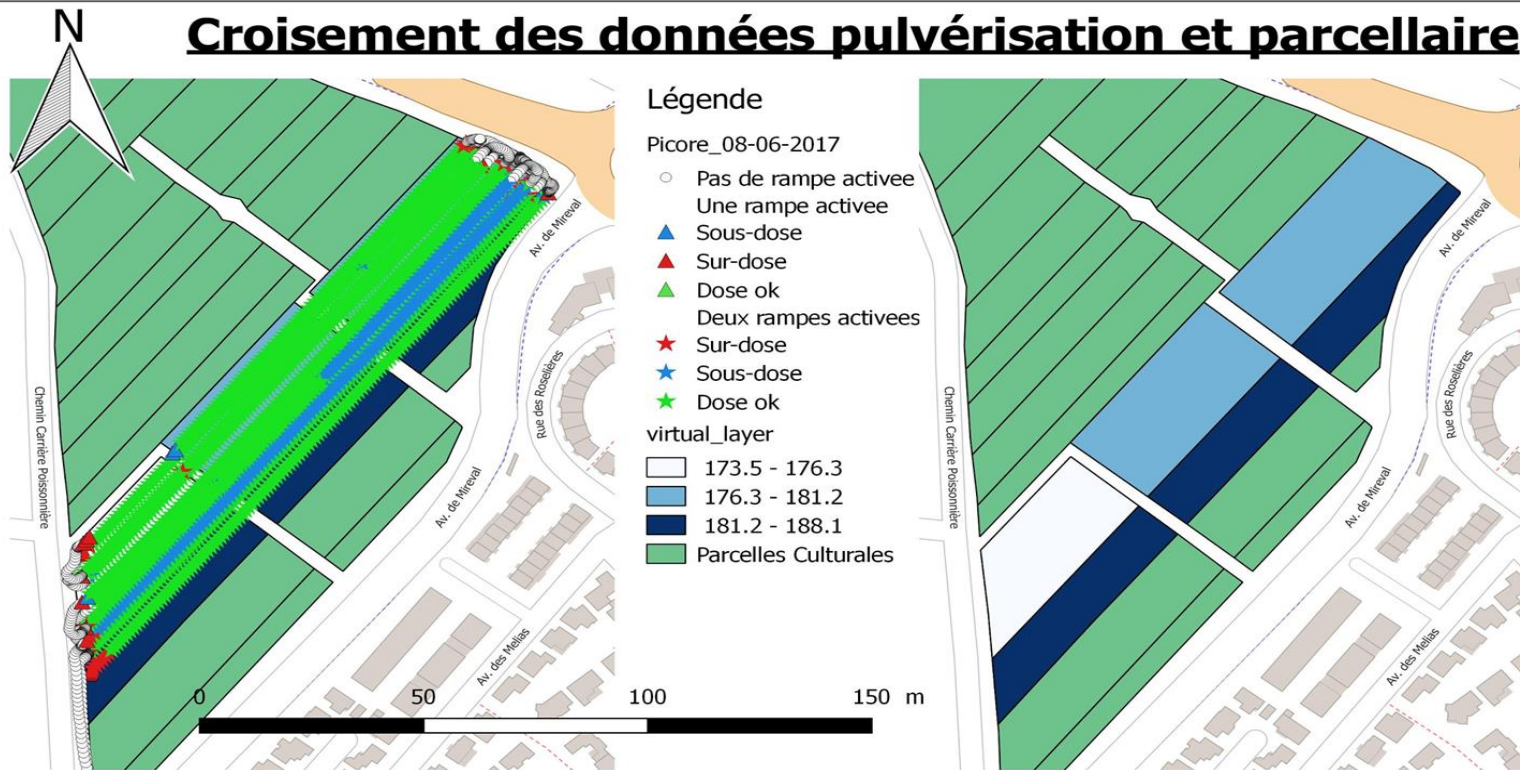 N
Croisement des données pulvérisation et parcellaire
Légende
Picore_08-06-2017
Pas de rampe activee
Une rampe activee
Sous-dose
Sur-dose
Dose ok
Deux rampes activees
Sur-dose
Sous-dose
Dose ok
virtual_layer
173.5 - 176.3
176.3 - 181.2
181.2 - 188.1
Parcelles Culturales
Av. de Mireval
Rue des Roselières
Chemin Carrière Poissonnière
Av. de Mireval
Av. des Melias
0 50 100 150 m
Av. de Mireval
Rue des Roselières
Chemin Carrière Poissonnière
Av. de Mireval
Av. des Melias